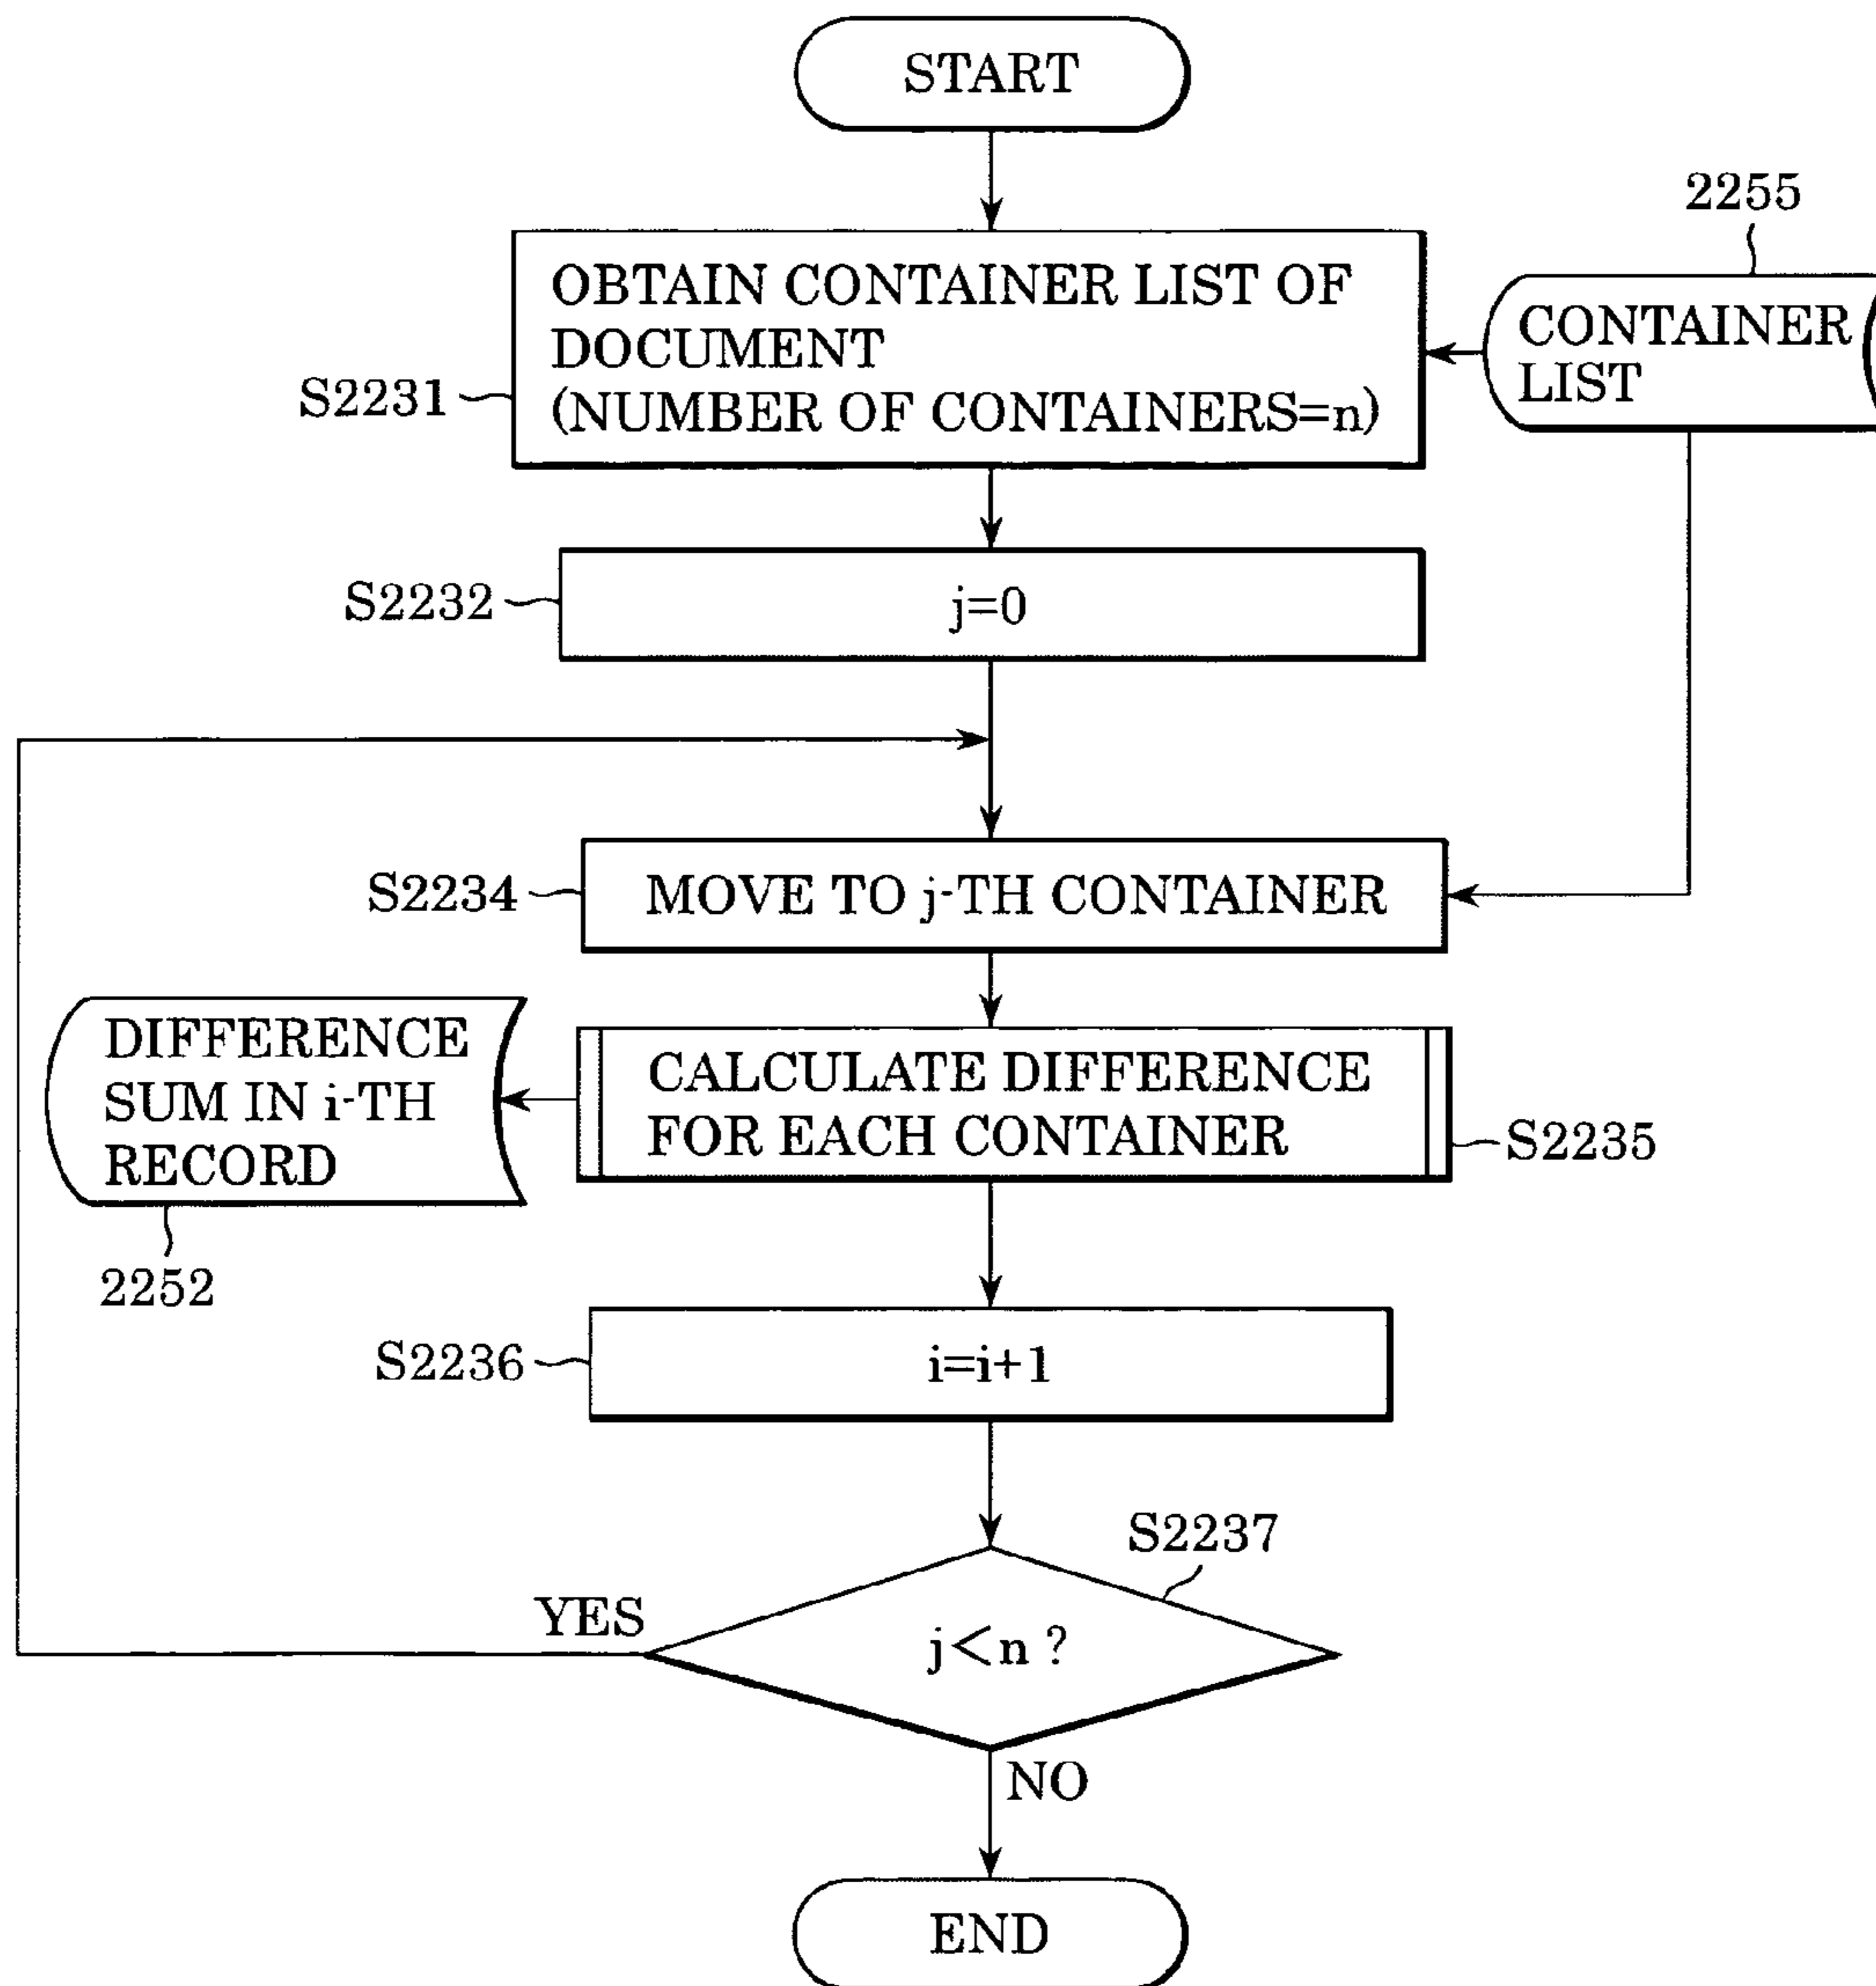 START
2255
OBTAIN CONTAINER LIST OF
DOCUMENT
(NUMBER OF CONTAINERS=n)
S2231
CONTAINER
LIST
S2232
j=0
S2234
MOVE TO j-TH CONTAINER
DIFFERENCE
SUM IN i-TH
RECORD
2252
CALCULATE DIFFERENCE
FOR EACH CONTAINER
S2235
S2236
i=i+1
S2237
YES
j<n ?
NO
END